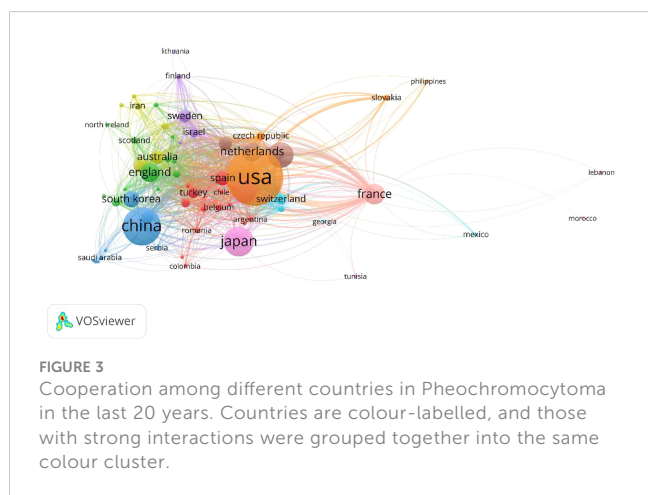 lithuania
finland
philippines
slovakia
iran
sweden
north ireland
israel
czech republic
scotland
netherlands
australia
england
usa
lebanon
spain
turkey
chile
france
south korea
switzerland
belgium
morocco
argentina
georgia
china
romania
mexico
japan
serbia
saudi arabia
colombia
tunisia
VOSviewer
FIGURE 3
Cooperation among different countries in Pheochromocytoma
in the last 20 years. Countries are colour-labelled, and those
with strong interactions were grouped together into the same
colour cluster.